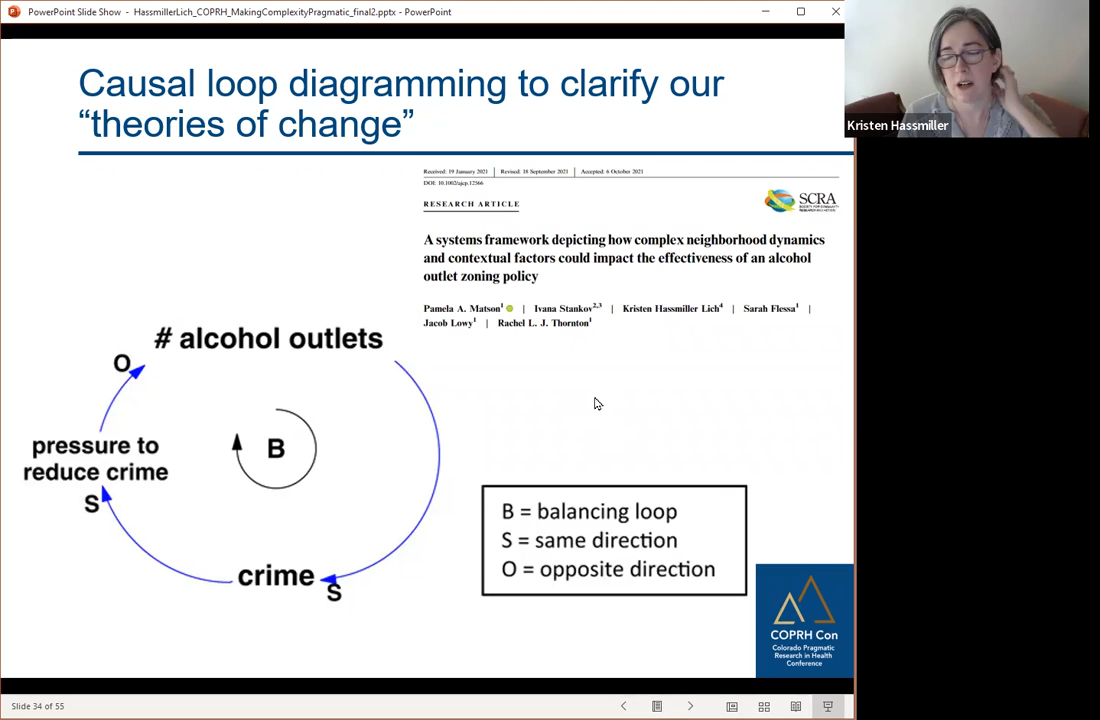 PowerPoint Slide Show - HassmillerLich_COPRH_MakingComplexityPragmatic_final2.pptx - PowerPoint
Kristen Hassmiller
Causal loop diagramming to clarify our
“theories of change”
Received: 19 January 2021 | Revised: 18 September 2021 | Accepted: 6 October 2021
DOI: 10.1002/ajcp.12566
RESEARCH ARTICLE
SCRA
A systems framework depicting how complex neighborhood dynamics
and contextual factors could impact the effectiveness of an alcohol
outlet zoning policy
Pamela A. Matson1 | Ivana Stankov2,3 | Kristen Hassmiller Lich4 | Sarah Flessa1 |
Jacob Lowy1 | Rachel L. J. Thornton1
# alcohol outlets
O
pressure to
reduce crime
S
B
crime
S
B = balancing loop
S = same direction
O = opposite direction
COPRH Con
Colorado Pragmatic
Research in Health
Conference
Slide 34 of 55